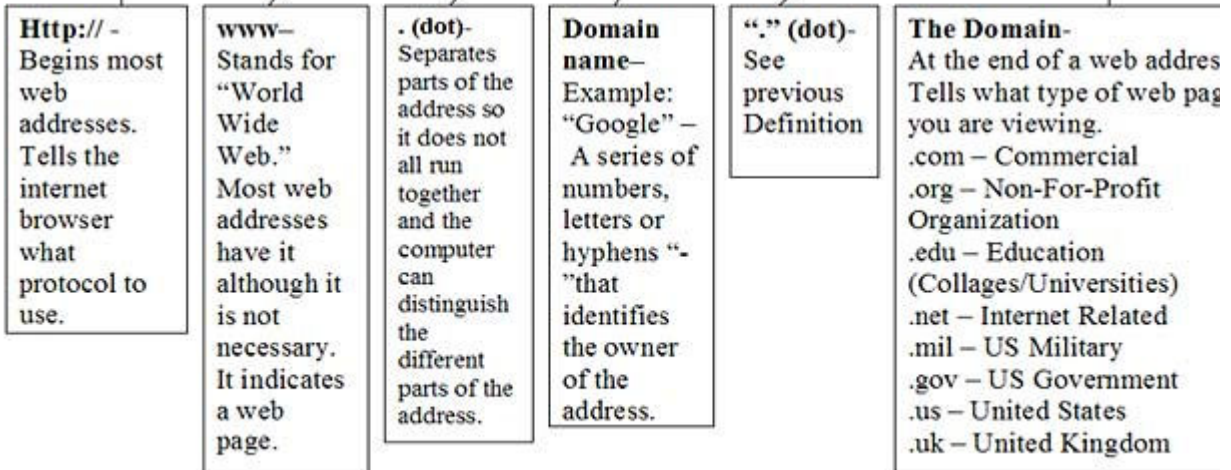 Http:// -
Begins most
web
addresses.
Tells the
internet
browser
what
protocol to
use.
www–
Stands for
“World
Wide
Web.”
Most web
addresses
have it
although it
is not
necessary.
It indicates
a web
page.
. (dot)-
Separates
parts of the
address so
it does not
all run
together
and the
computer
can
distinguish
the
different
parts of the
address.
Domain
name–
Example:
“Google” –
A series of
numbers,
letters or
hyphens “-
”that
identifies
the owner
of the
address.
“.” (dot)-
See
previous
Definition
The Domain-
At the end of a web addres
Tells what type of web pag
you are viewing.
.com – Commercial
.org – Non-For-Profit
Organization
.edu – Education
(Collages/Universities)
.net – Internet Related
.mil – US Military
.gov – US Government
.us – United States
.uk – United Kingdom